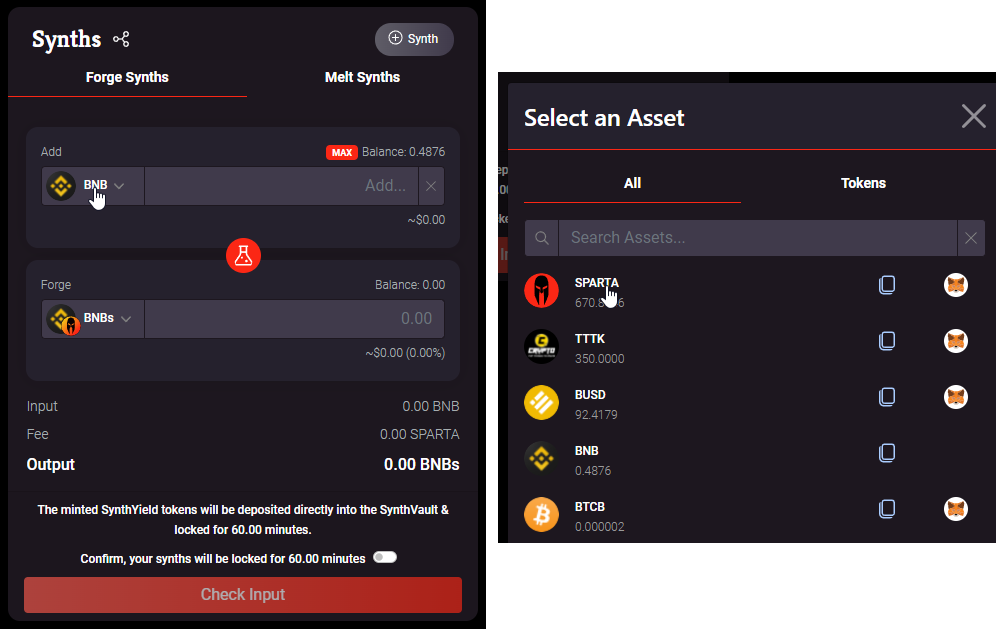 Synths
Synth
Forge Synths
Melt Synths
Add
MAX Balance: 0.4876
BNB
Add...
~$0.00
Forge
Balance: 0.00
BNBs
0.00
~$0.00 (0.00%)
Input
0.00 BNB
Fee
0.00 SPARTA
Output
0.00 BNBs
The minted SynthYield tokens will be deposited directly into the SynthVault &
locked for 60.00 minutes.
Confirm, your synths will be locked for 60.00 minutes
Check Input
Select an Asset
All
Tokens
Search Assets...
SPARTA
TTTK
350.0000
BUSD
92.4179
BNB
0.4876
BTCB
0.000002